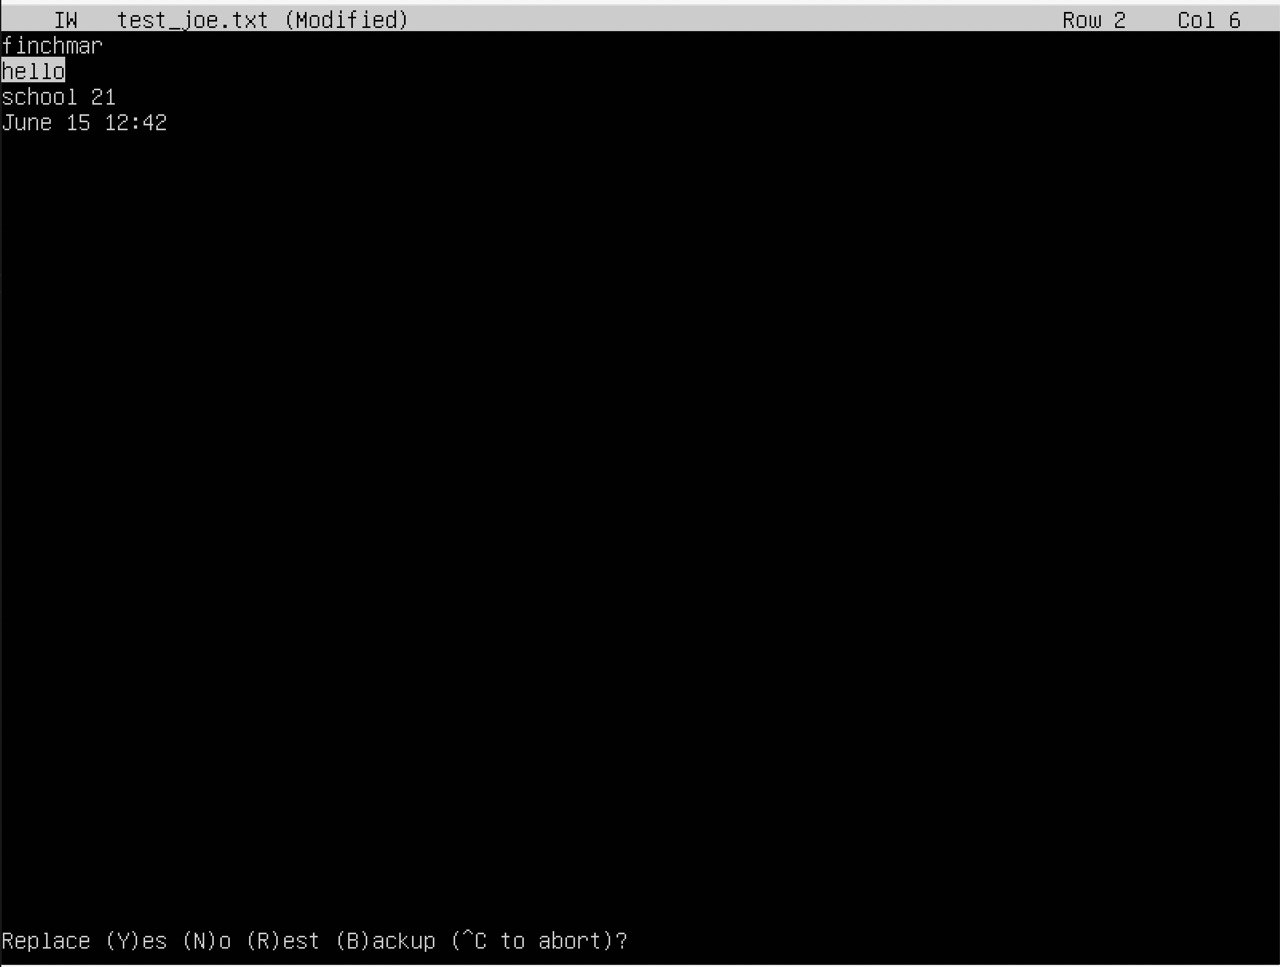 IW test_joe.txt (Modified) Row 2 Col 6
finchmar
hello
school 21
June 15 12:42
Replace (Y)es (N)o (R)est (B)ackup (^C to abort)?